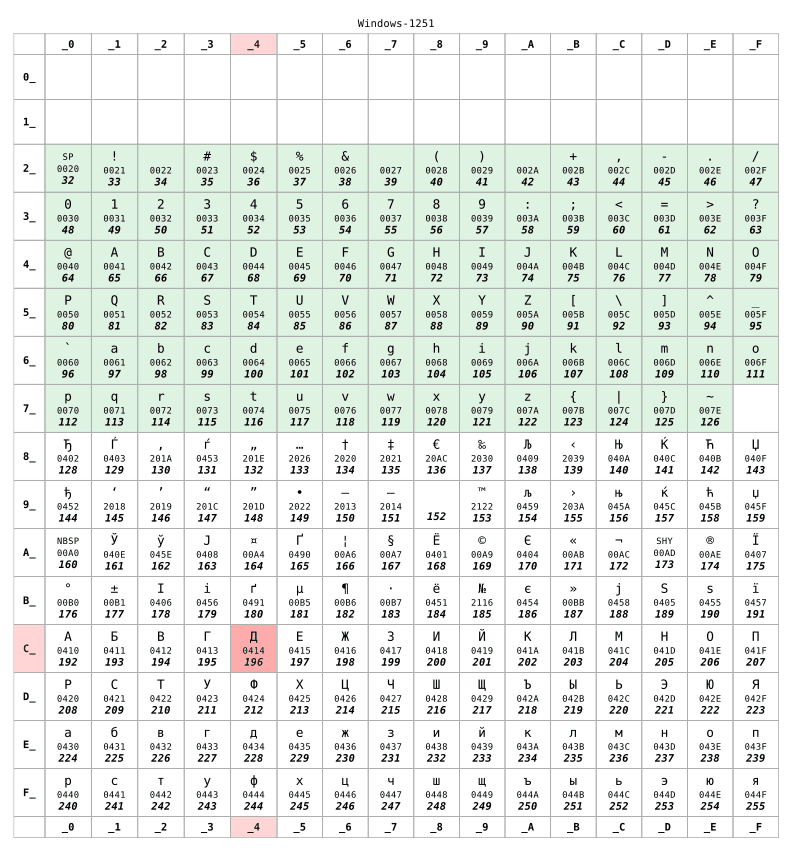 Windows-1251
_0 _1 _2 _3 _4 _5 _6 _7 _8 _9 _A _B _C _D _E _F
0_
1_
SP ! # $ % & ( ) + , - . /
2_ 0020 0021 0022 0023 0024 0025 0026 0027 0028 0029 002A 002B 002C 002D 002E 002F
32 33 34 35 36 37 38 39 40 41 42 43 44 45 46 47
0 1 2 3 4 5 6 7 8 9 : ; < = > ?
3_ 0030 0031 0032 0033 0034 0035 0036 0037 0038 0039 003A 003B 003C 003D 003E 003F
48 49 50 51 52 53 54 55 56 57 58 59 60 61 62 63
@ A B C D E F G H I J K L M N O
4_ 0040 0041 0042 0043 0044 0045 0046 0047 0048 0049 004A 004B 004C 004D 004E 004F
64 65 66 67 68 69 70 71 72 73 74 75 76 77 78 79
P Q R S T U V W X Y Z [ \ ] ^ _
5_ 0050 0051 0052 0053 0054 0055 0056 0057 0058 0059 005A 005B 005C 005D 005E 005F
80 81 82 83 84 85 86 87 88 89 90 91 92 93 94 95
` a b c d e f g h i j k l m n o
6_ 0060 0061 0062 0063 0064 0065 0066 0067 0068 0069 006A 006B 006C 006D 006E 006F
96 97 98 99 100 101 102 103 104 105 106 107 108 109 110 111
p q r s t u v w x y z { | } ~
7_ 0070 0071 0072 0073 0074 0075 0076 0077 0078 0079 007A 007B 007C 007D 007E
112 113 114 115 116 117 118 119 120 121 122 123 124 125 126
Ђ Ѓ ‚ ѓ „ … † ‡ € ‰ Љ ‹ Њ Ќ Ћ Џ
8_ 0402 0403 201A 0453 201E 2026 2020 2021 20AC 2030 0409 2039 040A 040C 040B 040F
128 129 130 131 132 133 134 135 136 137 138 139 140 141 142 143
ђ ‘ ’ “ ” • – — ™ љ › њ ќ ћ џ
9_ 0452 2018 2019 201C 201D 2022 2013 2014 2122 0459 203A 045A 045C 045B 045F
144 145 146 147 148 149 150 151 152 153 154 155 156 157 158 159
NBSP Ў ў Ј ¤ Ґ ¦ § Ё © Є « ¬ SHY ® Ї
A_ 00A0 040E 045E 0408 00A4 0490 00A6 00A7 0401 00A9 0404 00AB 00AC 00AD 00AE 0407
160 161 162 163 164 165 166 167 168 169 170 171 172 173 174 175
° ± І і ґ µ ¶ · ё № є » ј Ѕ ѕ ї
B_ 00B0 00B1 0406 0456 0491 00B5 00B6 00B7 0451 2116 0454 00BB 0458 0405 0455 0457
176 177 178 179 180 181 182 183 184 185 186 187 188 189 190 191
А Б В Г Д Е Ж З И Й К Л М Н О П
C_ 0410 0411 0412 0413 0414 0415 0416 0417 0418 0419 041A 041B 041C 041D 041E 041F
192 193 194 195 196 197 198 199 200 201 202 203 204 205 206 207
Р С Т У Ф Х Ц Ч Ш Щ Ъ Ы Ь Э Ю Я
D_ 0420 0421 0422 0423 0424 0425 0426 0427 0428 0429 042A 042B 042C 042D 042E 042F
208 209 210 211 212 213 214 215 216 217 218 219 220 221 222 223
а б в г д е ж з и й к л м н о п
E_ 0430 0431 0432 0433 0434 0435 0436 0437 0438 0439 043A 043B 043C 043D 043E 043F
224 225 226 227 228 229 230 231 232 233 234 235 236 237 238 239
р с т у ф х ц ч ш щ ъ ы ь э ю я
F_ 0440 0441 0442 0443 0444 0445 0446 0447 0448 0449 044A 044B 044C 044D 044E 044F
240 241 242 243 244 245 246 247 248 249 250 251 252 253 254 255
_0 _1 _2 _3 _4 _5 _6 _7 _8 _9 _A _B _C _D _E _F